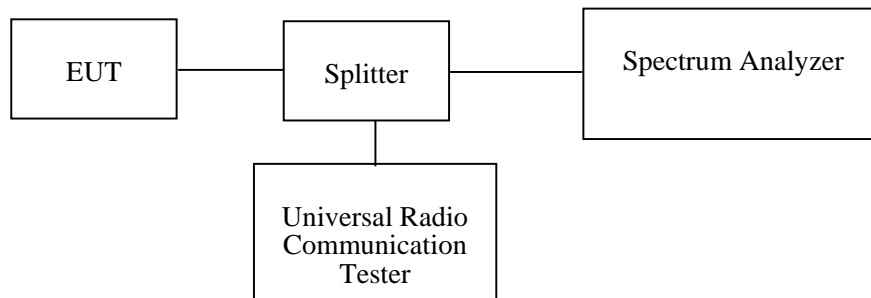 EUT
Splitter
Spectrum Analyzer
Universal Radio
Communication
Tester